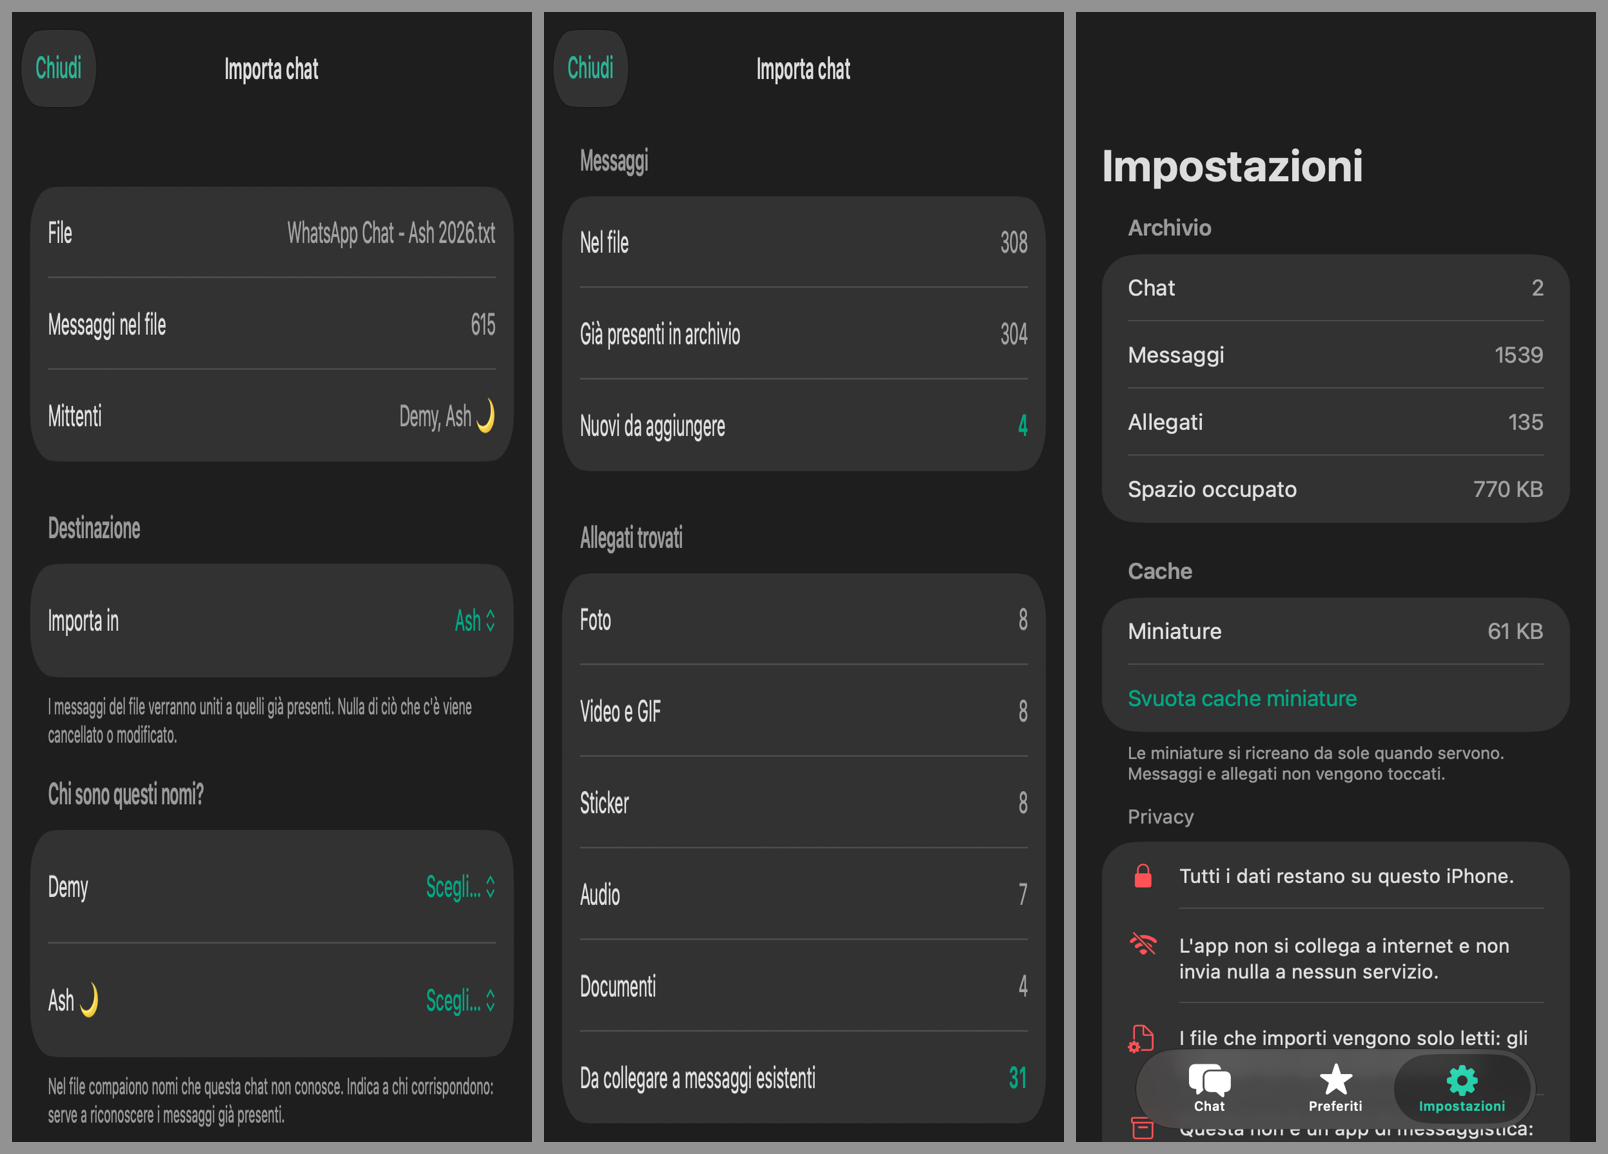 Chiudi
Importa chat
File
WhatsApp Chat - Ash 2026.txt
Messaggi nel file
615
Mittenti
Demy, Ash 🌙
Destinazione
Importa in
Ash
I messaggi del file verranno uniti a quelli già presenti. Nulla di ciò che c'è viene
cancellato o modificato.
Chi sono questi nomi?
Demy
Scegli...
Ash 🌙
Scegli...
Nel file compaiono nomi che questa chat non conosce. Indica a chi corrispondono:
serve a riconoscere i messaggi già presenti.
Chiudi
Importa chat
Messaggi
Nel file
308
Già presenti in archivio
304
Nuovi da aggiungere
4
Allegati trovati
Foto
8
Video e GIF
8
Sticker
8
Audio
7
Documenti
4
Da collegare a messaggi esistenti
31
Impostazioni
Archivio
Chat
2
Messaggi
1539
Allegati
135
Spazio occupato
770 KB
Cache
Miniature
61 KB
Svuota cache miniature
Le miniature si ricreano da sole quando servono.
Messaggi e allegati non vengono toccati.
Privacy
Tutti i dati restano su questo iPhone.
L'app non si collega a internet e non
invia nulla a nessun servizio.
I file che importi vengono solo letti: gli
Chat
Preferiti
Impostazioni
Questa non è un app di messaggistica: